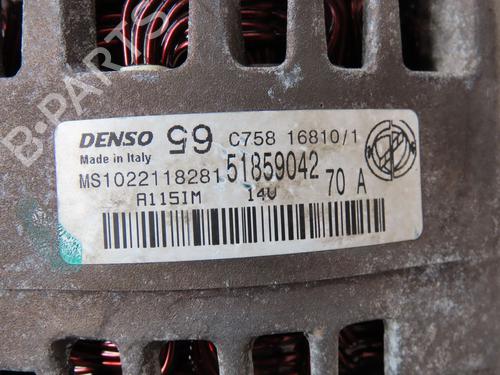 B-PARTS
DENSO 65 C758 16810/1
Made in Italy
MS1022118281 51859042 70 A
A115IM 14V